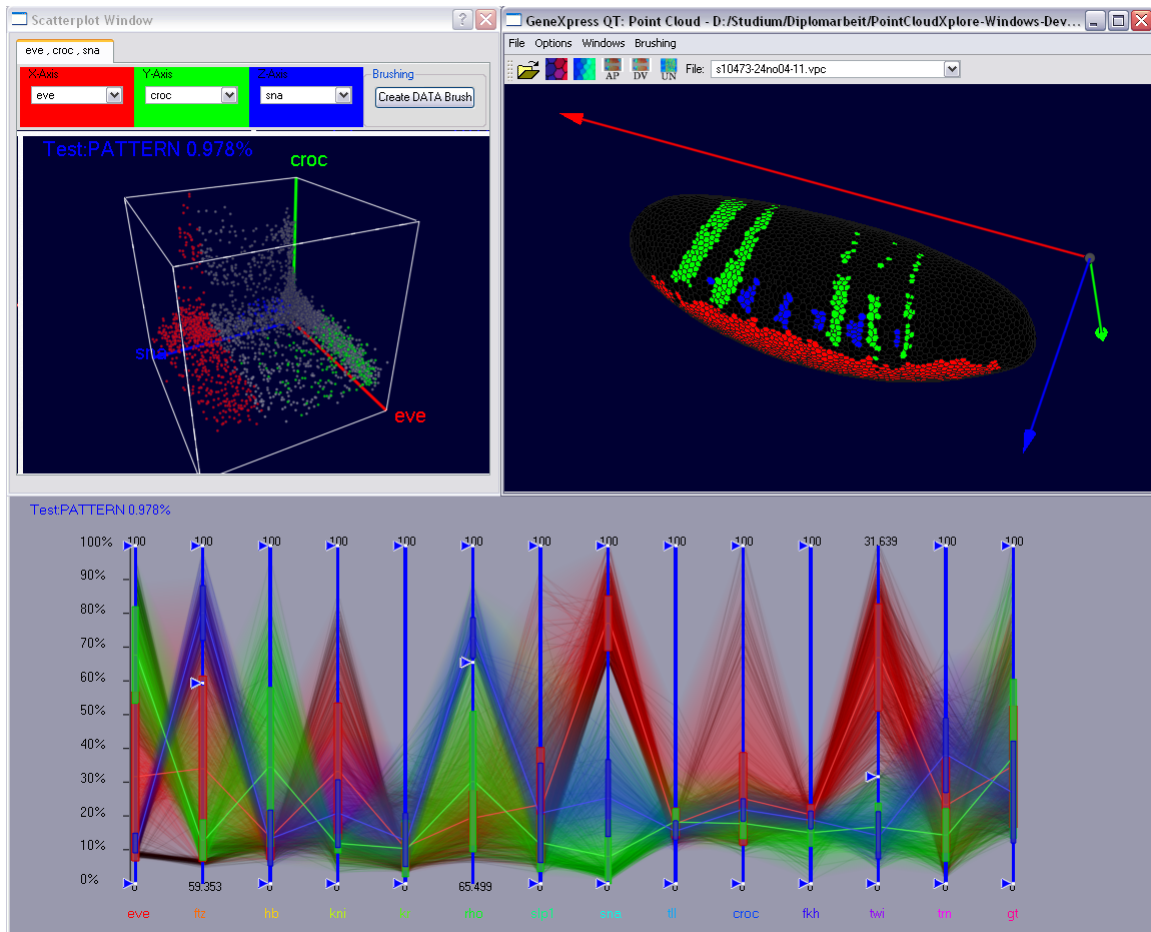 Scatterplot Window
eve , croc , sna
X-Axis
Y-Axis
Z-Axis
Brushing
eve
croc
sna
Create DATA Brush
Test:PATTERN 0.978%
croc
sna
eve
GeneXpress QT: Point Cloud - D:/Studium/Diplomarbeit/PointCloudXplore-Windows-Dev...
File Options Windows Brushing
AP DV UN File: s10473-24no04-11.vpc
Test:PATTERN 0.978%
100% 100 100 100 100 100 100 100 100 100 100 100 31.639 100 100
90%
80%
70%
60%
50%
40%
30%
20%
10%
0% 0 59.353 0 0 0 65.499 0 0 0 0 0 0 0 0
eve ftz hb kni kr slp1 sna tll croc fkh twi trn gt